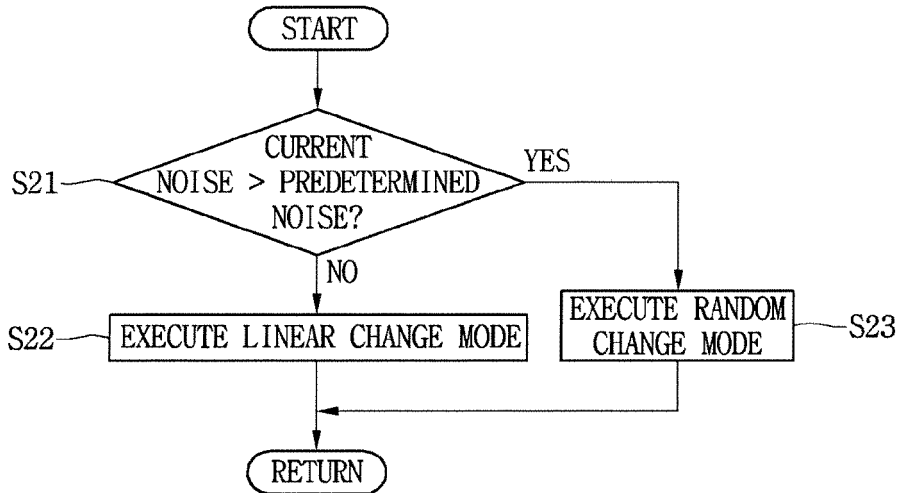 START
CURRENT
NOISE > PREDETERMINED
NOISE?
S21
YES
NO
EXECUTE LINEAR CHANGE MODE
S22
EXECUTE RANDOM
CHANGE MODE
S23
RETURN